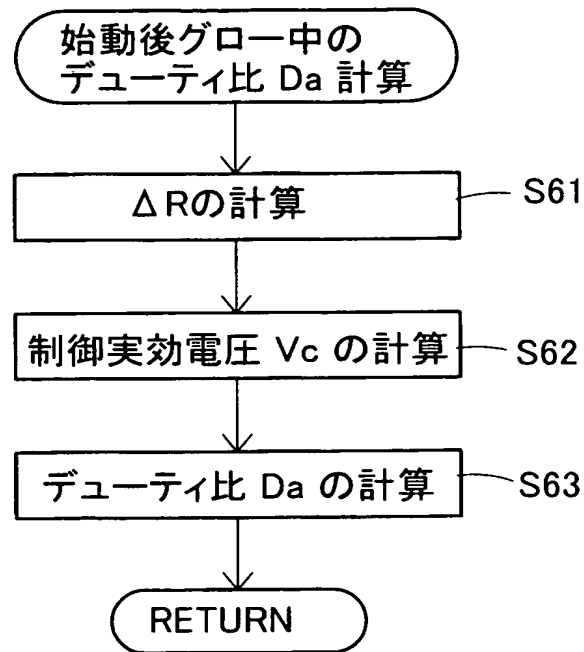 始動後グロー中の
デューティ比 Da 計算
ΔRの計算
S61
制御実効電圧 Vc の計算
S62
デューティ比 Da の計算
S63
RETURN